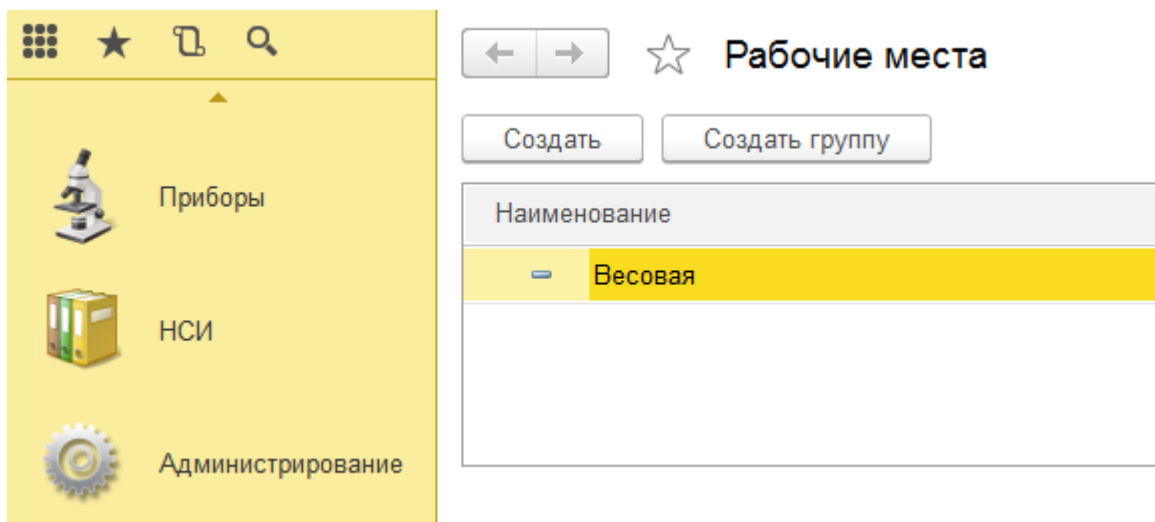 Рабочие места
Создать
Создать группу
Приборы
Наименование
Весовая
НСИ
Администрирование